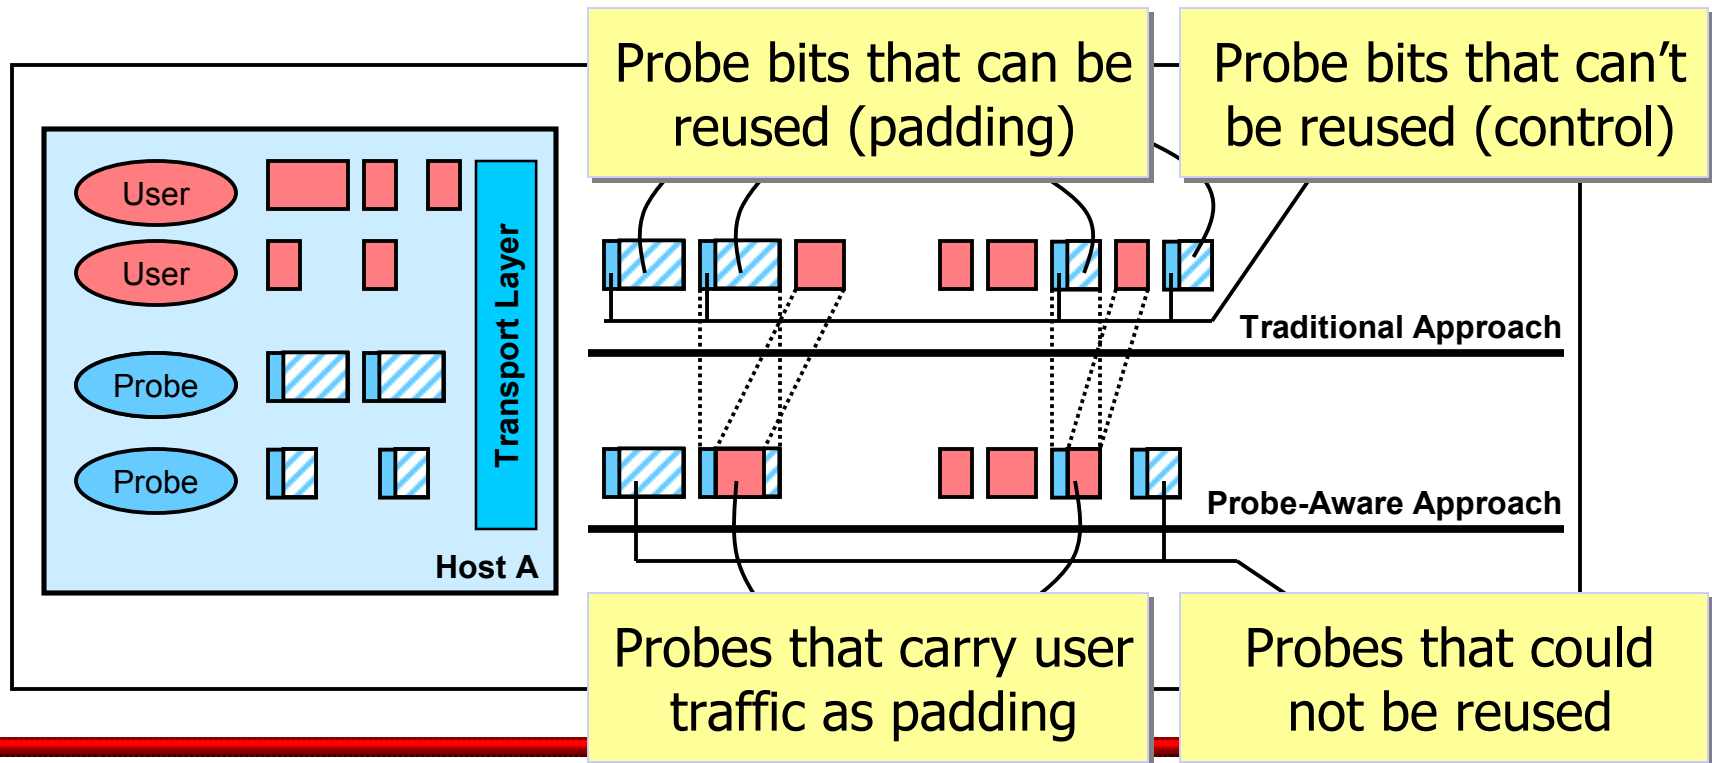 Probe bits that can be
reused (padding)
Probe bits that can’t
be reused (control)
User
User
Probe
Probe
Transport Layer
Host A
Traditional Approach
Probe-Aware Approach
Probes that carry user
traffic as padding
Probes that could
not be reused